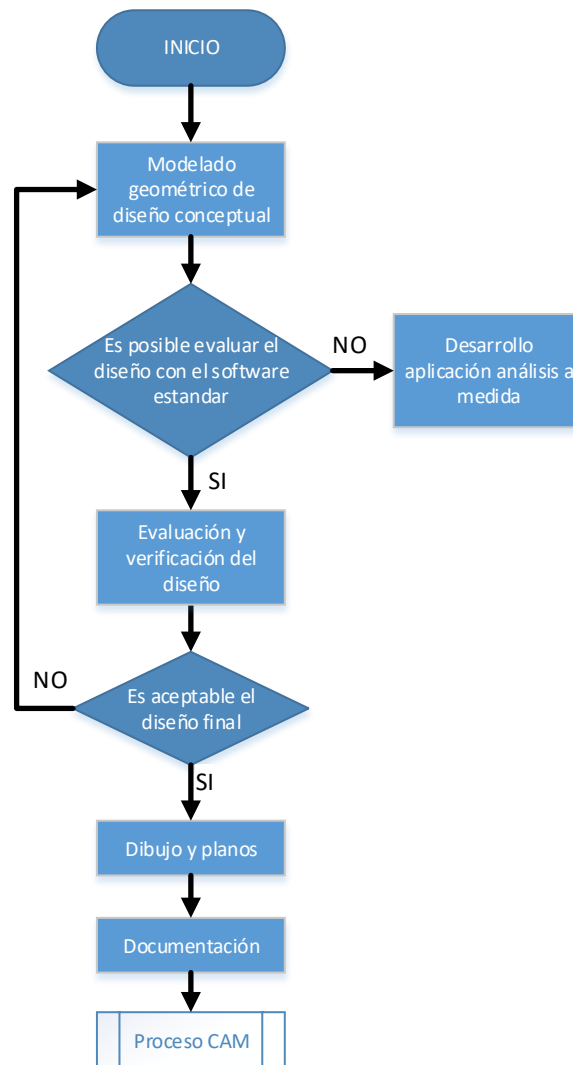 INICIO
Modelado
geométrico de
diseño conceptual
Es posible evaluar el
diseño con el software
estandar
NO
Desarrollo
aplicación análisis a
medida
SI
Evaluación y
verificación del
diseño
NO
Es aceptable el
diseño final
SI
Dibujo y planos
Documentación
Proceso CAM